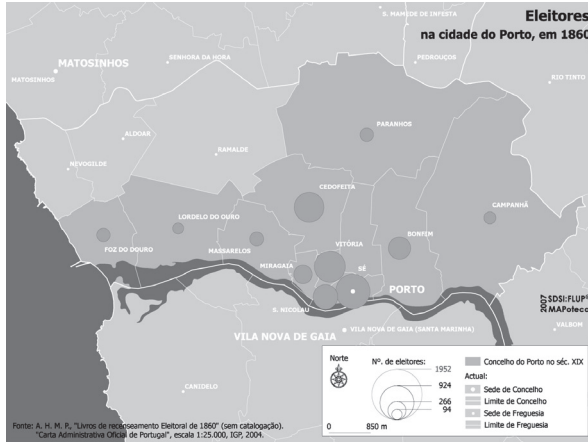 Eleitores
na cidade do Porto, em 1860
S. MAMEDE DE INFESTA
MATOSINHOS
SENHORA DA HORA
PEDROUÇOS
MATOSINHOS
RIO TINTO
PARANHOS
ALDOAR
RAMALDE
NEVOGILDE
CEDOFEITA
CAMPANHÃ
LORDELO DO OURO
BONFIM
FOZ DO DOURO
MASSARELOS
VITÓRIA
MIRAGAIA
SÉ
PORTO
S. NICOLAU
2007 SDSI:FLUP
MAPoteca
VILA NOVA DE GAIA
VILA NOVA DE GAIA (SANTA MARINHA)
VALBOM
CANIDELO
Norte
Nº. de eleitores:
1952
924
266
94
0 850 m
Concelho do Porto no séc. XIX
Actual:
Sede de Concelho
Limite de Concelho
Sede de Freguesia
Limite de Freguesia
Fonte: A. H. M. P., "Livros de recenseamento Eleitoral de 1860" (sem catalogação).
"Carta Administrativa Oficial de Portugal", escala 1:25.000, IGP, 2004.